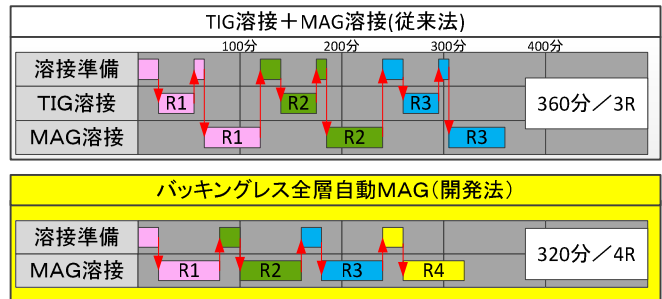 TIG溶接＋MAG溶接(従来法)
100分 200分 300分 400分
溶接準備
TIG溶接 R1 R2 R3
MAG溶接 R1 R2 R3
360分／3R
バッキングレス全層自動MAG（開発法）
溶接準備
MAG溶接 R1 R2 R3 R4
320分／4R